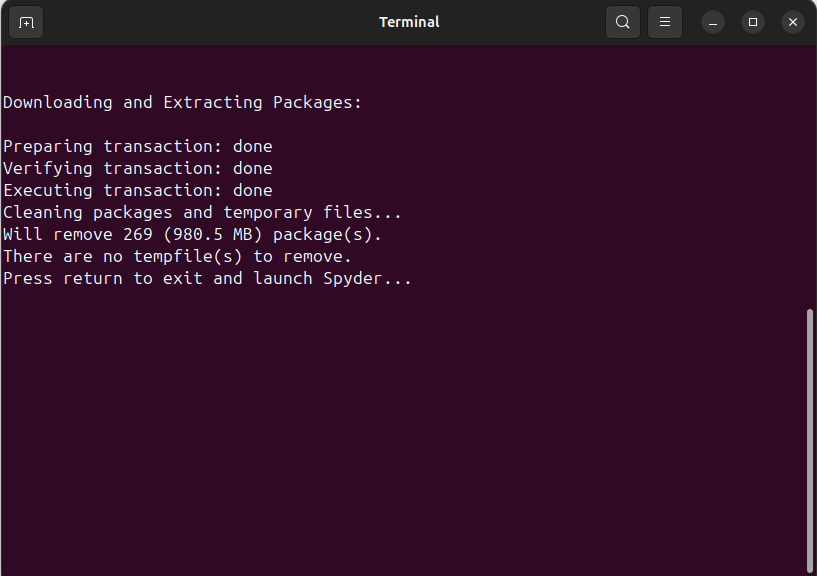 Terminal
Downloading and Extracting Packages:
Preparing transaction: done
Verifying transaction: done
Executing transaction: done
Cleaning packages and temporary files...
Will remove 269 (980.5 MB) package(s).
There are no tempfile(s) to remove.
Press return to exit and launch Spyder...